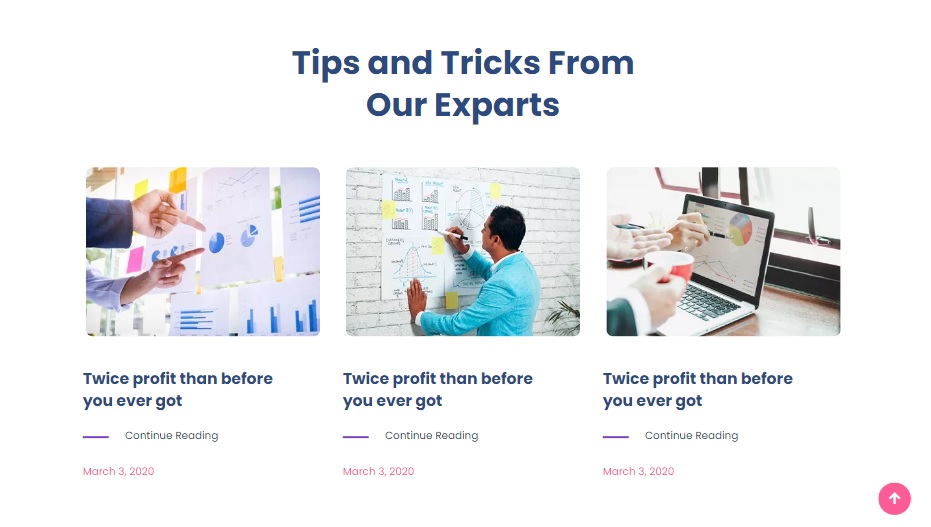 Tips and Tricks From
Our Exparts
Twice profit than before
you ever got
Continue Reading
March 3, 2020
Twice profit than before
you ever got
Continue Reading
March 3, 2020
Twice profit than before
you ever got
Continue Reading
March 3, 2020